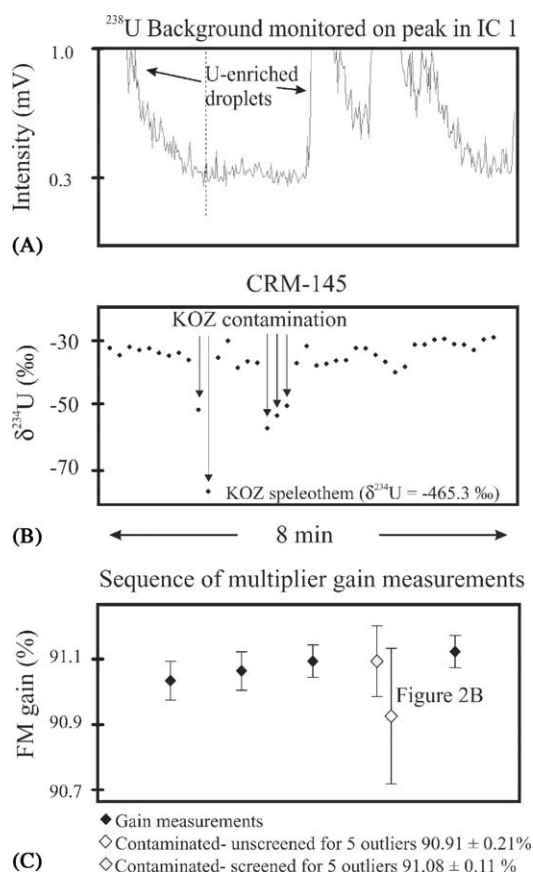 ²³⁸U Background monitored on peak in IC 1
Intensity (mV)
1.0
0.3
U-enriched
droplets
(A)
CRM-145
δ²³⁴U (‰)
-30
-50
-70
KOZ contamination
KOZ speleothem (δ²³⁴U = -465.3 ‰)
(B)
8 min
Sequence of multiplier gain measurements
FM gain (%)
91.1
90.9
90.7
Figure 2B
◆ Gain measurements
◇ Contaminated- unscreened for 5 outliers 90.91 ± 0.21%
◇ Contaminated- screened for 5 outliers 91.08 ± 0.11 %
(C)